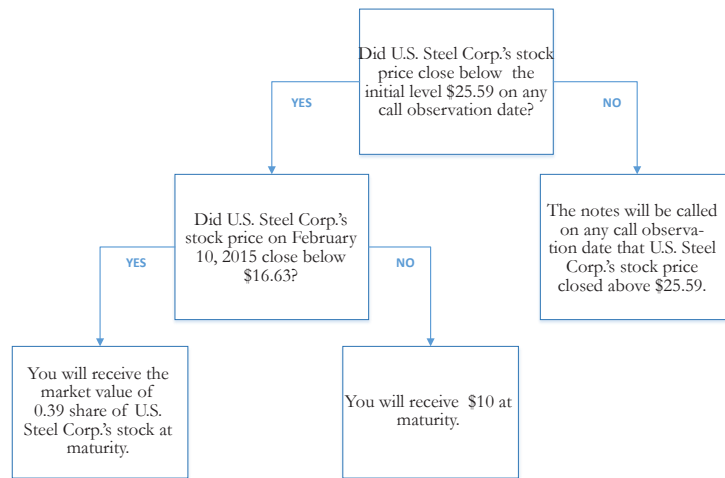 Did U.S. Steel Corp.'s stock
price close below the
initial level $25.59 on any
call observation date?
YES
NO
Did U.S. Steel Corp.'s
stock price on February
10, 2015 close below
$16.63?
The notes will be called
on any call observa-
tion date that U.S. Steel
Corp.'s stock price
closed above $25.59.
YES
NO
You will receive the
market value of
0.39 share of U.S.
Steel Corp.'s stock at
maturity.
You will receive $10 at
maturity.